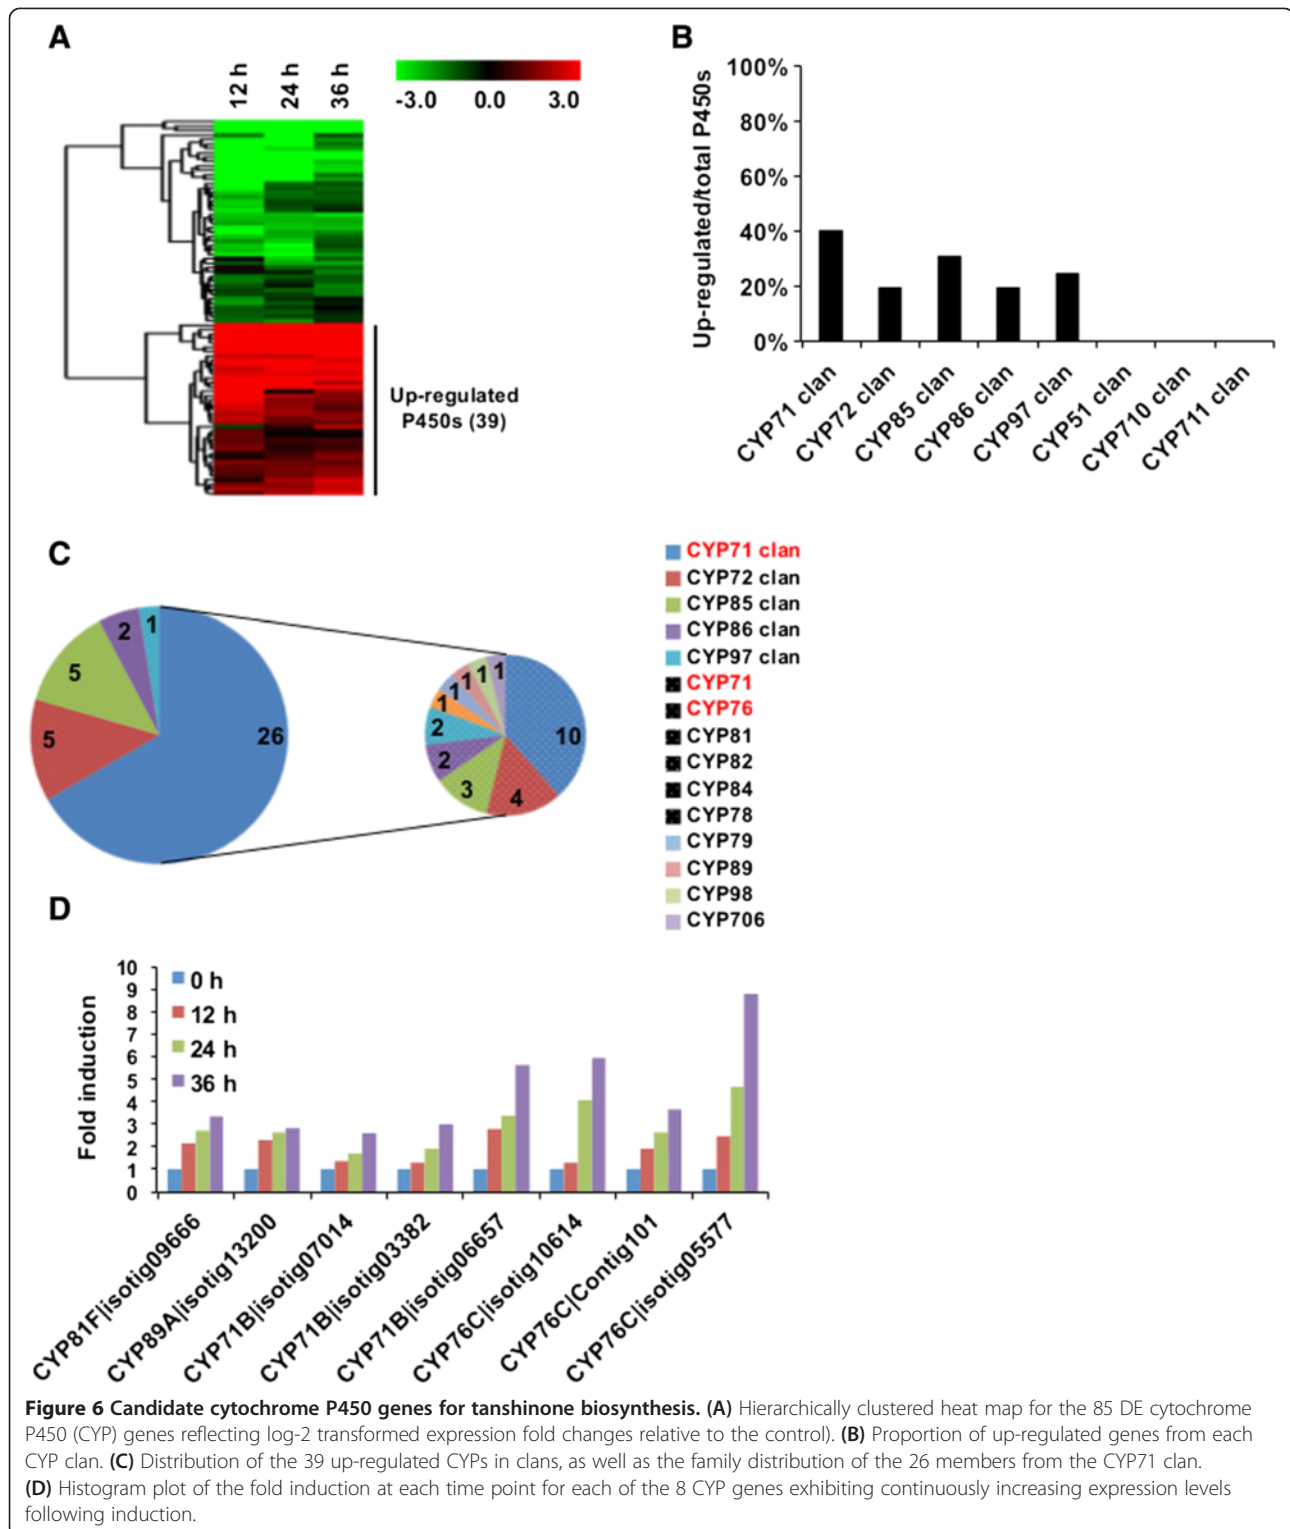 A
12 h
24 h
36 h
-3.0 0.0 3.0
Up-regulated
P450s (39)
B
Up-regulated/total P450s
100%
80%
60%
40%
20%
0%
CYP71 clan
CYP72 clan
CYP85 clan
CYP86 clan
CYP97 clan
CYP51 clan
CYP710 clan
CYP711 clan
C
26
5
5
2
1
10
4
3
2
2
1
1
1
1
1
CYP71 clan
CYP72 clan
CYP85 clan
CYP86 clan
CYP97 clan
CYP71
CYP76
CYP81
CYP82
CYP84
CYP78
CYP79
CYP89
CYP98
CYP706
D
Fold induction
10
9
8
7
6
5
4
3
2
1
0
0 h
12 h
24 h
36 h
CYP81F|isotig09666
CYP89A|isotig13200
CYP71B|isotig07014
CYP71B|isotig03382
CYP71B|isotig06657
CYP76C|isotig10614
CYP76C|Contig101
CYP76C|isotig05577
Figure 6 Candidate cytochrome P450 genes for tanshinone biosynthesis. (A) Hierarchically clustered heat map for the 85 DE cytochrome
P450 (CYP) genes reflecting log-2 transformed expression fold changes relative to the control). (B) Proportion of up-regulated genes from each
CYP clan. (C) Distribution of the 39 up-regulated CYPs in clans, as well as the family distribution of the 26 members from the CYP71 clan.
(D) Histogram plot of the fold induction at each time point for each of the 8 CYP genes exhibiting continuously increasing expression levels
following induction.